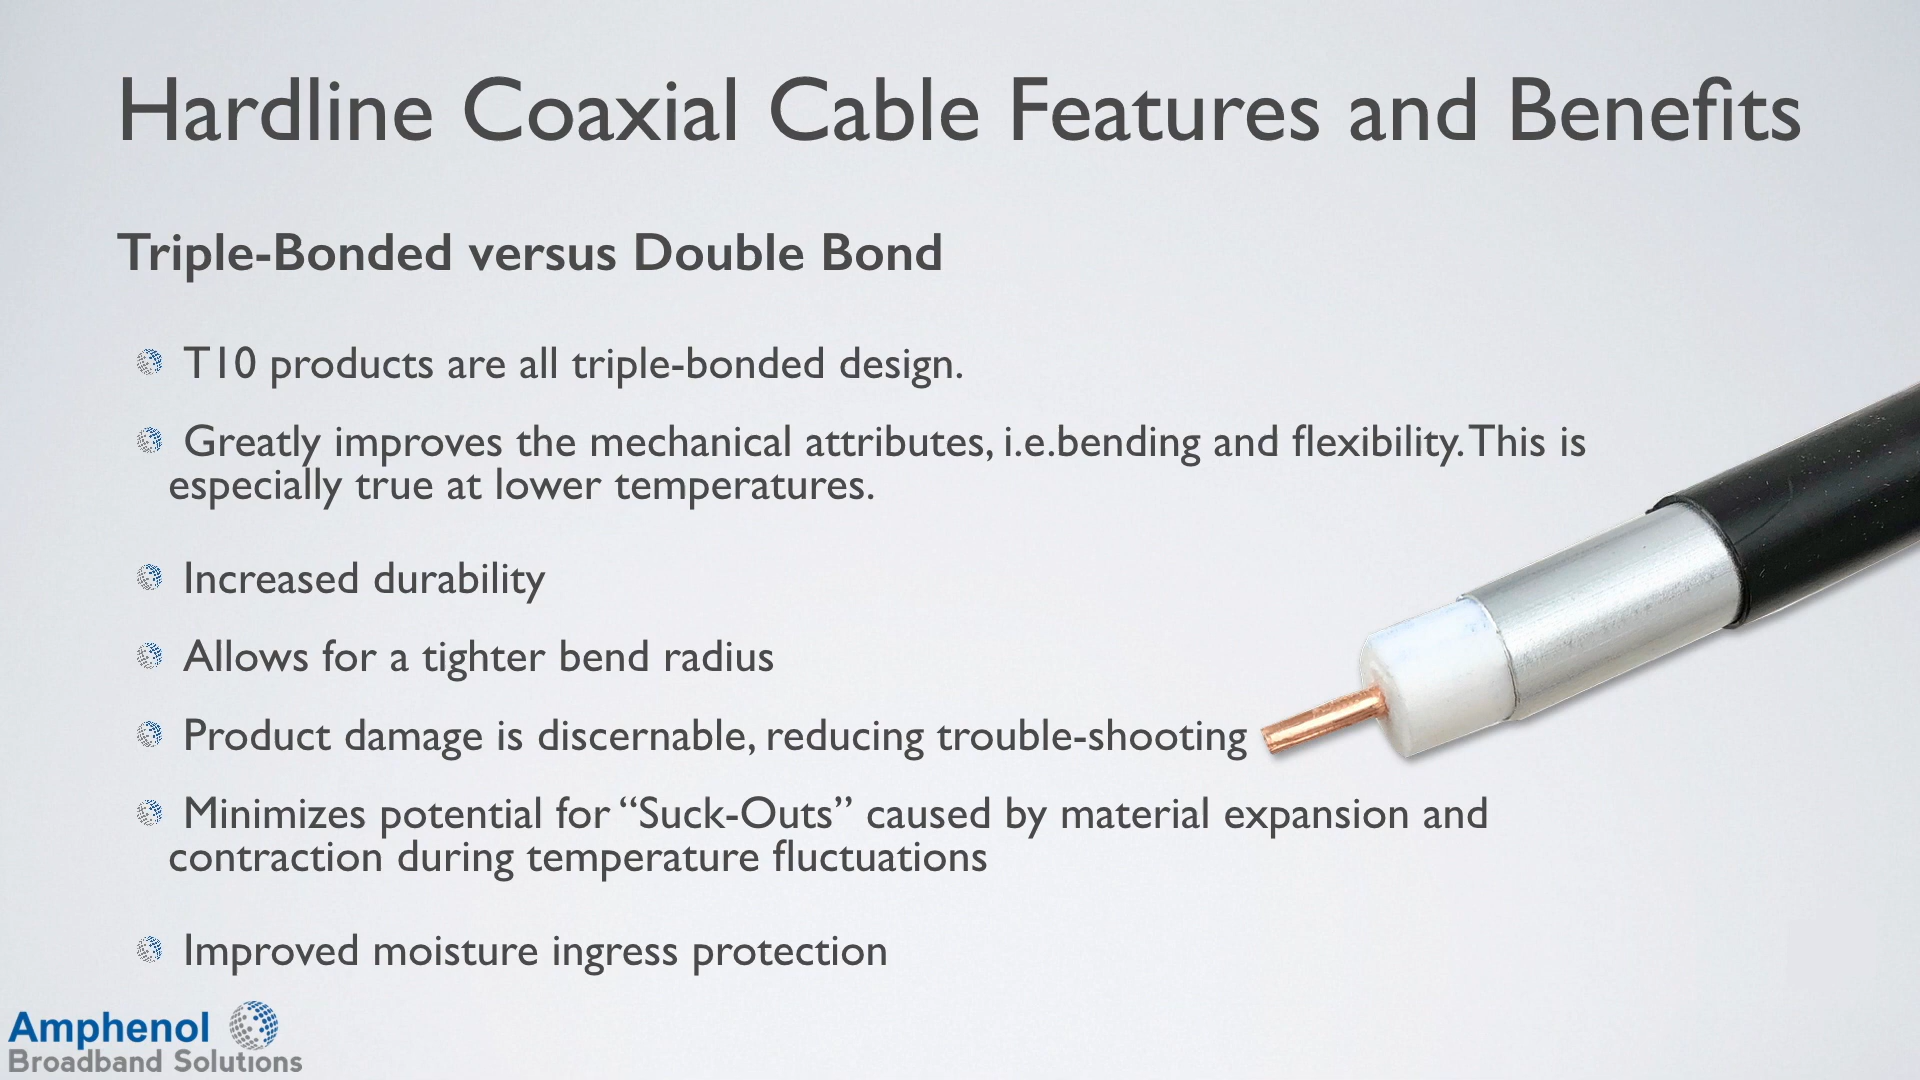 Hardline Coaxial Cable Features and Benefits
Triple-Bonded versus Double Bond
T10 products are all triple-bonded design.
Greatly improves the mechanical attributes, i.e.bending and flexibility. This is
especially true at lower temperatures.
Increased durability
Allows for a tighter bend radius
Product damage is discernable, reducing trouble-shooting
Minimizes potential for “Suck-Outs” caused by material expansion and
contraction during temperature fluctuations
Improved moisture ingress protection
Amphenol
Broadband Solutions